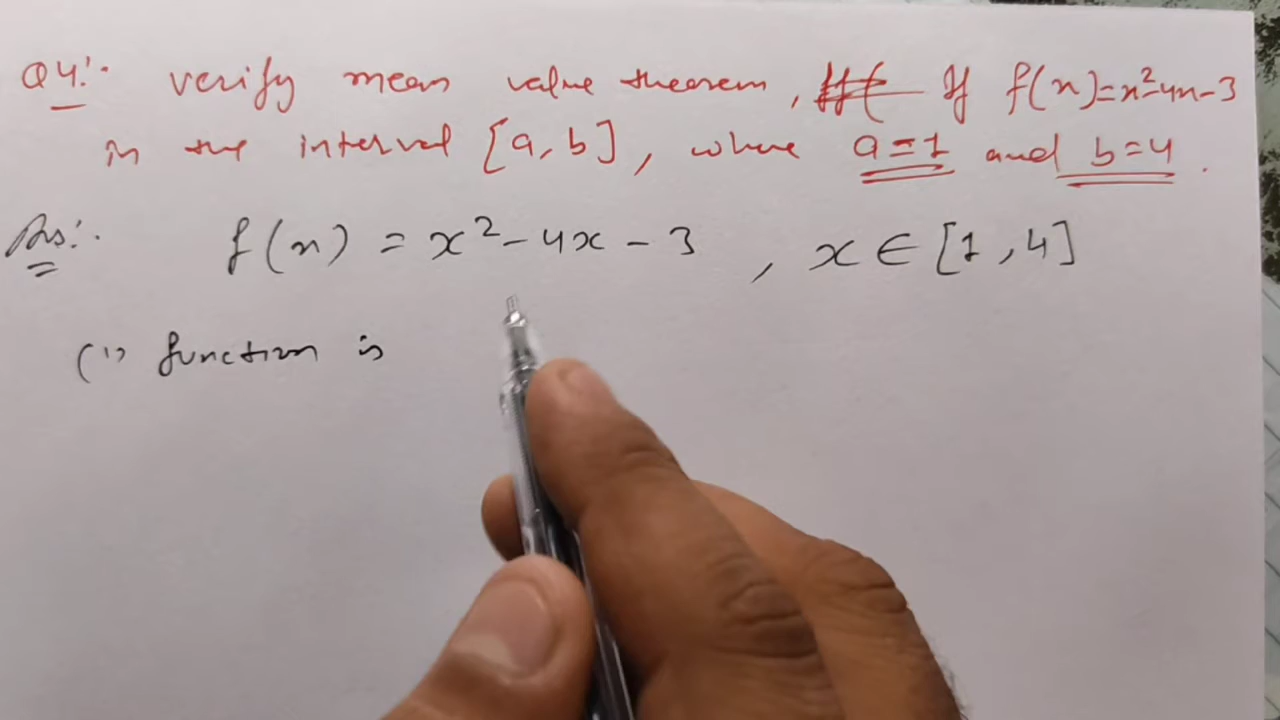 Q4:- verify mean value theorem, If f(x)=x²-4x-3
in the interval [a,b], where a=1 and b=4.
Ans:- f(x) = x²-4x-3, x∈[1,4]
(1) function is